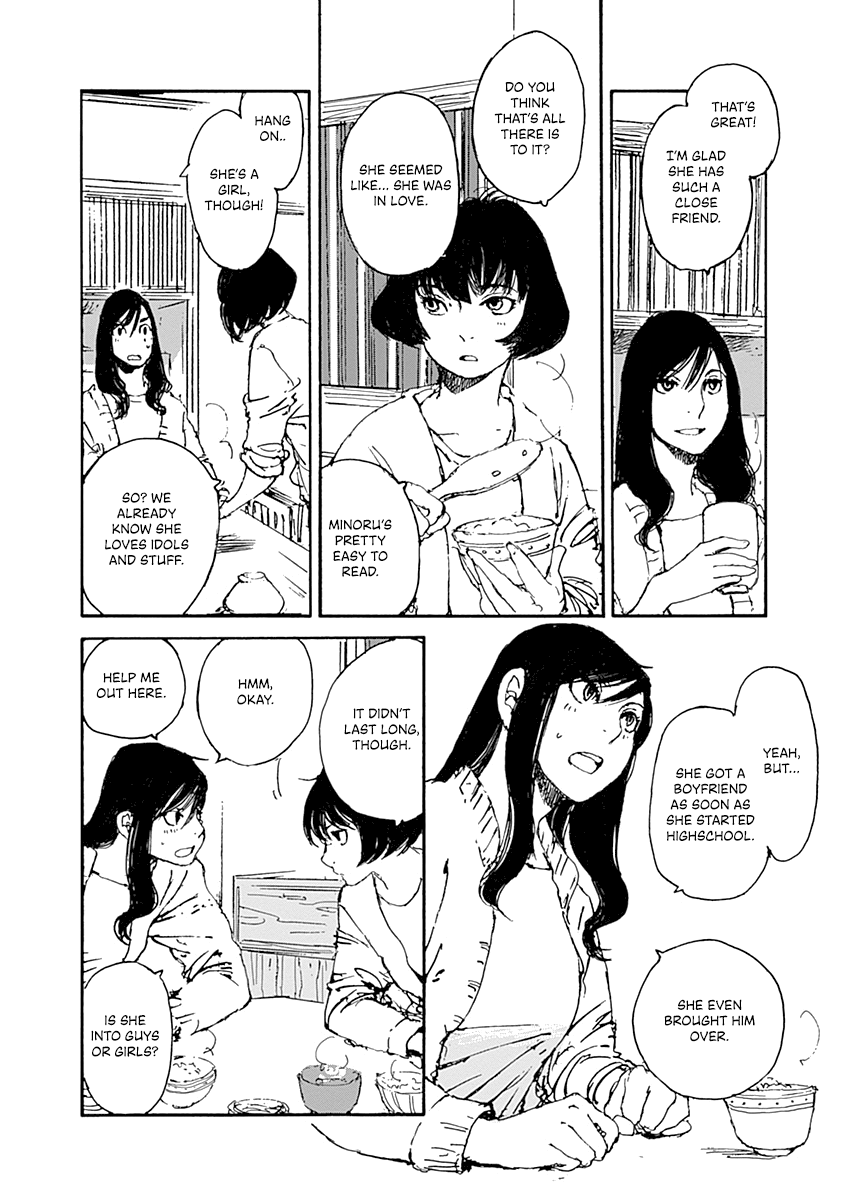 THAT'S
GREAT!
I'M GLAD
SHE HAS
SUCH A
CLOSE
FRIEND.
DO YOU
THINK
THAT'S ALL
THERE IS
TO IT?
SHE SEEMED
LIKE... SHE WAS
IN LOVE.
MINORU'S
PRETTY
EASY TO
READ.
HANG
ON..
SHE'S A
GIRL,
THOUGH!
SO? WE
ALREADY
KNOW SHE
LOVES IDOLS
AND STUFF.
YEAH,
BUT...
SHE GOT A
BOYFRIEND
AS SOON AS
SHE STARTED
HIGHSCHOOL.
SHE EVEN
BROUGHT HIM
OVER.
IT DIDN'T
LAST LONG,
THOUGH.
HMM,
OKAY.
HELP ME
OUT HERE.
IS SHE
INTO GUYS
OR GIRLS?